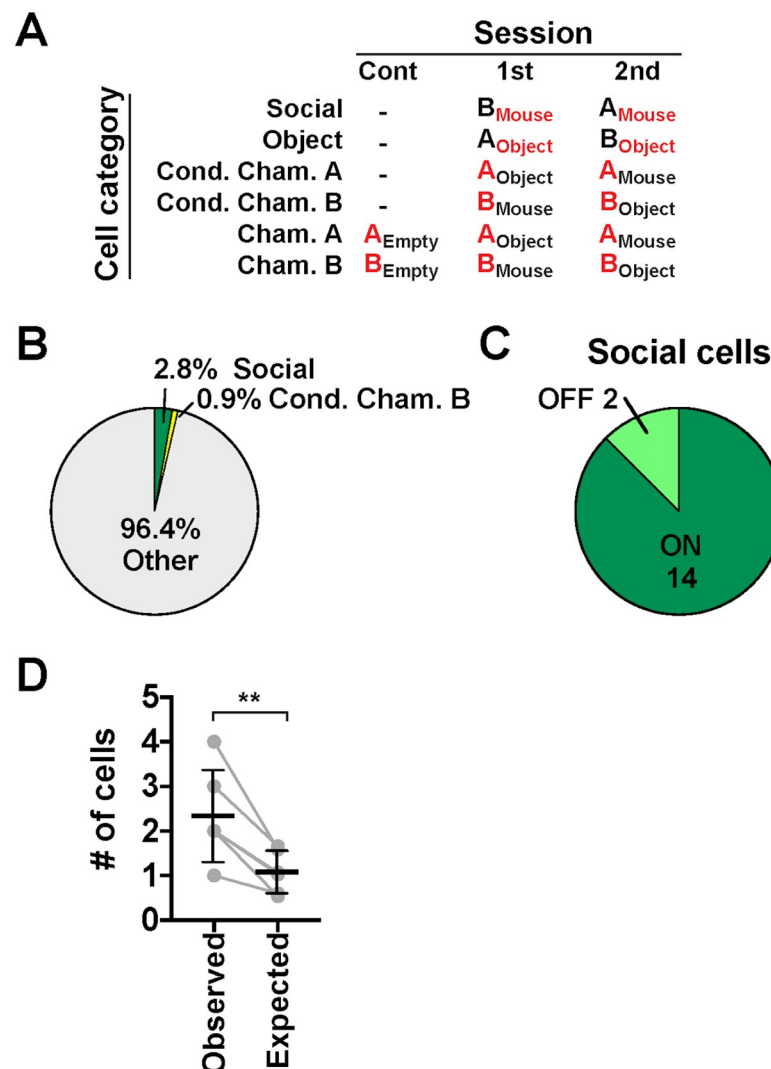 A
Session
Cont 1st 2nd
Cell category
Social - BMouse AMouse
Object - AObject BObject
Cond. Cham. A - AObject AMouse
Cond. Cham. B - BMouse BObject
Cham. A AEmpty AObject AMouse
Cham. B BEmpty BMouse BObject
B
2.8% Social
0.9% Cond. Cham. B
96.4%
Other
C
Social cells
OFF 2
ON
14
D
# of cells
5
4
3
2
1
0
**
Observed
Expected